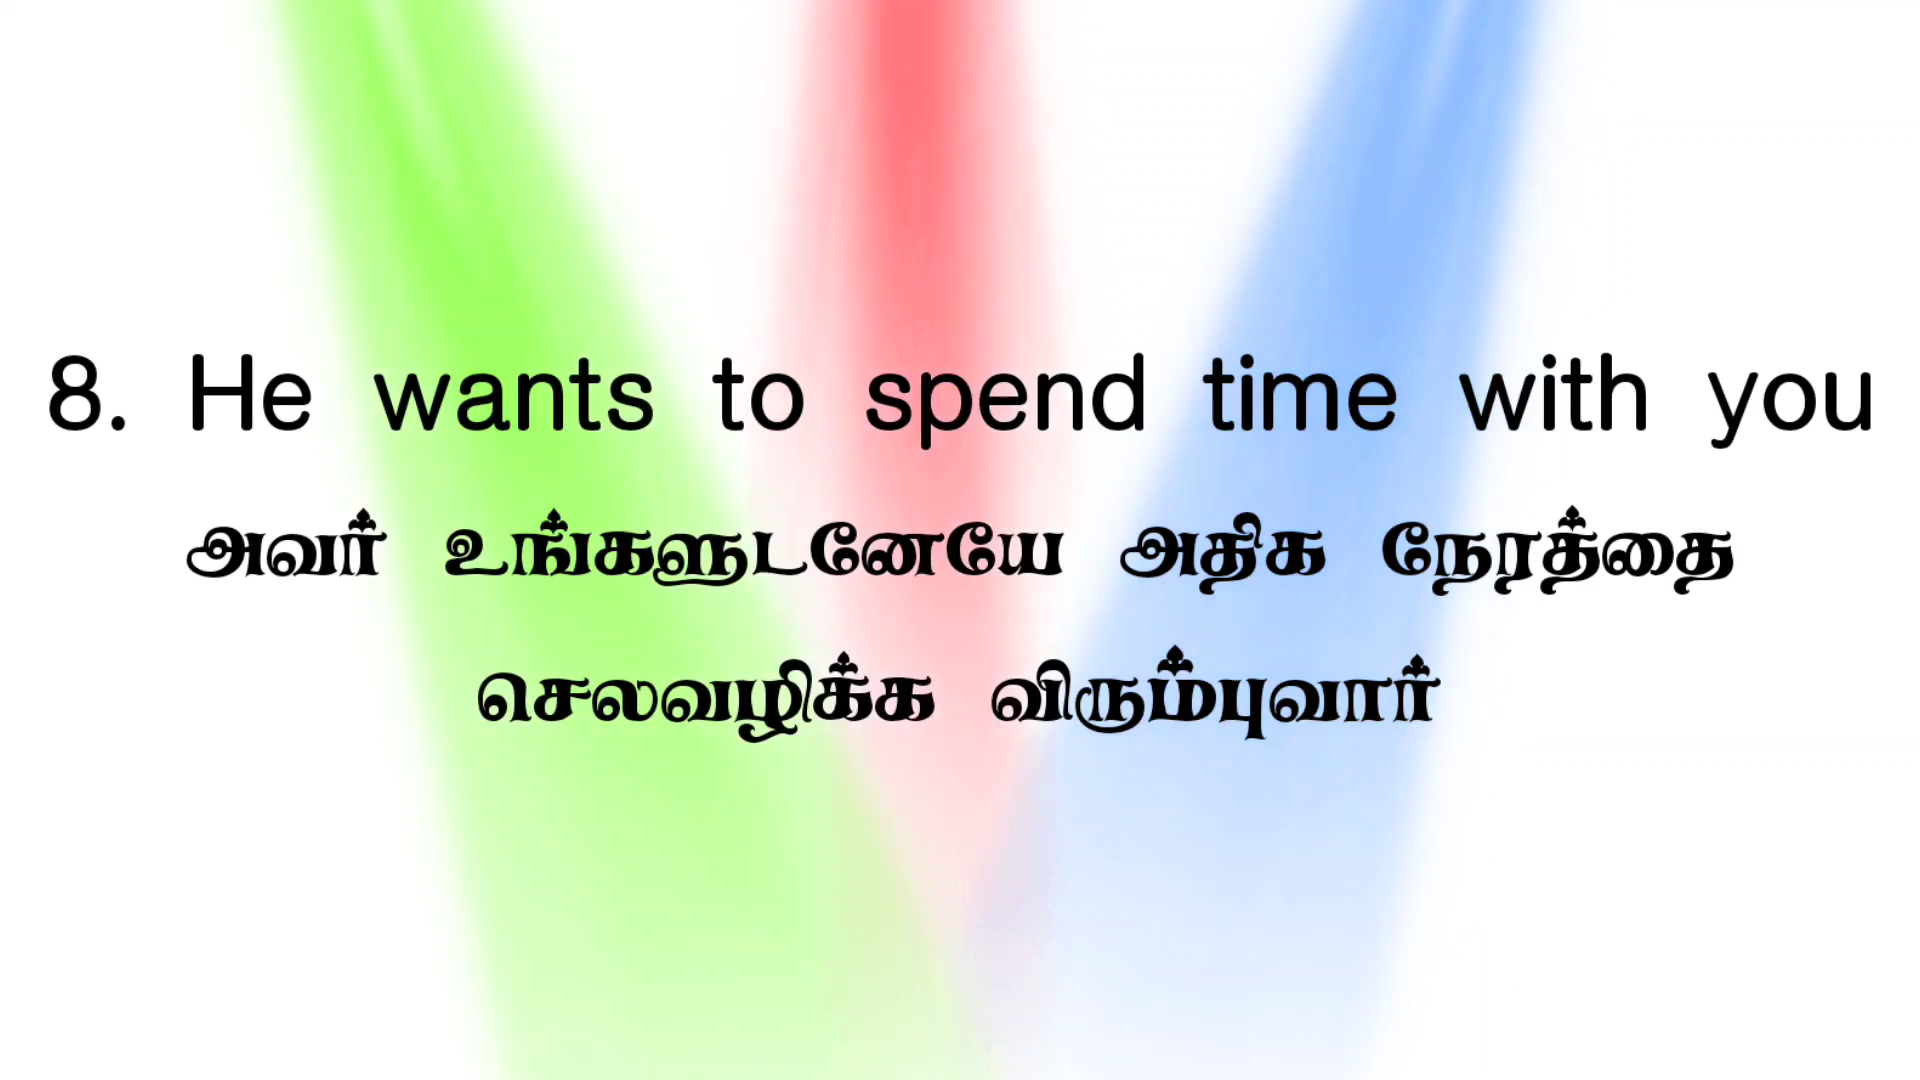 8. He wants to spend time with you
அவர் உங்களுடனேயே அதிக நேரத்தை
செலவழிக்க விரும்புவார்